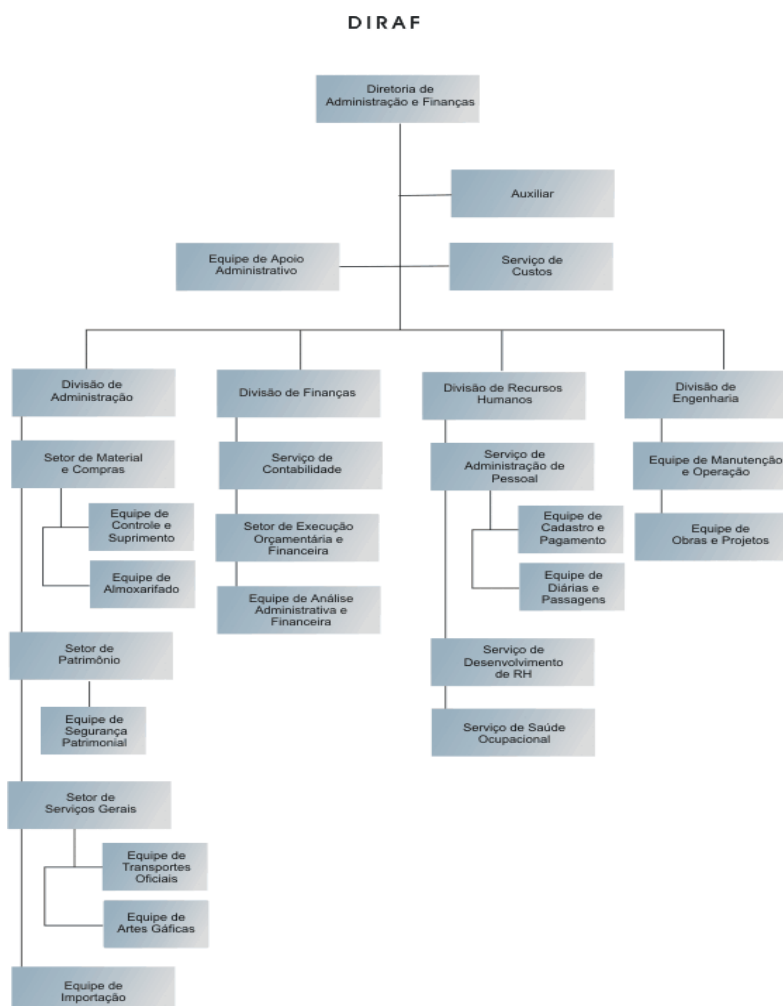 DIRAF
Diretoria de
Administração e Finanças
Auxiliar
Equipe de Apoio
Administrativo
Serviço de
Custos
Divisão de
Administração
Divisão de Finanças
Divisão de Recursos
Humanos
Divisão de
Engenharia
Setor de Material
e Compras
Equipe de
Controle e
Suprimento
Equipe de
Almoxarifado
Setor de
Patrimônio
Equipe de
Segurança
Patrimonial
Setor de
Serviços Gerais
Equipe de
Transportes
Oficiais
Equipe de
Artes Gáficas
Equipe de
Importação
Serviço de
Contabilidade
Setor de Execução
Orçamentária e
Financeira
Equipe de Análise
Administrativa e
Financeira
Serviço de
Administração de
Pessoal
Equipe de
Cadastro e
Pagamento
Equipe de
Diárias e
Passagens
Serviço de
Desenvolvimento
de RH
Serviço de Saúde
Ocupacional
Equipe de Manutenção
e Operação
Equipe de
Obras e Projetos